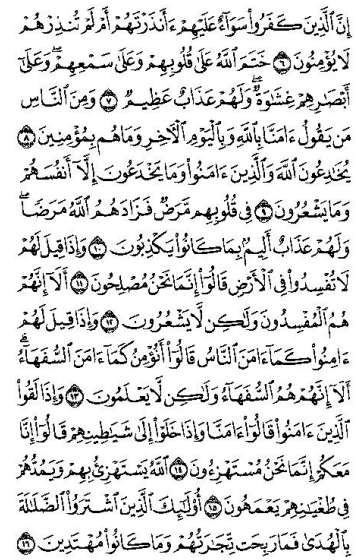 إِنَّ ٱلَّذِينَ كَفَرُوا۟ سَوَآءٌ عَلَيْهِمْ ءَأَنذَرْتَهُمْ أَمْ لَمْ تُنذِرْهُمْ
لَا يُؤْمِنُونَ ٦ خَتَمَ ٱللَّهُ عَلَىٰ قُلُوبِهِمْ وَعَلَىٰ سَمْعِهِمْ ۖ وَعَلَىٰٓ
أَبْصَٰرِهِمْ غِشَٰوَةٌ ۖ وَلَهُمْ عَذَابٌ عَظِيمٌ ٧ وَمِنَ ٱلنَّاسِ
مَن يَقُولُ ءَامَنَّا بِٱللَّهِ وَبِٱلْيَوْمِ ٱلْءَاخِرِ وَمَا هُم بِمُؤْمِنِينَ ٨
يُخَٰدِعُونَ ٱللَّهَ وَٱلَّذِينَ ءَامَنُوا۟ وَمَا يَخْدَعُونَ إِلَّآ أَنفُسَهُمْ
وَمَا يَشْعُرُونَ ٩ فِى قُلُوبِهِم مَّرَضٌ فَزَادَهُمُ ٱللَّهُ مَرَضًا ۖ
وَلَهُمْ عَذَابٌ أَلِيمٌۢ بِمَا كَانُوا۟ يَكْذِبُونَ ١٠ وَإِذَا قِيلَ لَهُمْ
لَا تُفْسِدُوا۟ فِى ٱلْأَرْضِ قَالُوٓا۟ إِنَّمَا نَحْنُ مُصْلِحُونَ ١١ أَلَآ إِنَّهُمْ
هُمُ ٱلْمُفْسِدُونَ وَلَٰكِن لَّا يَشْعُرُونَ ١٢ وَإِذَا قِيلَ لَهُمْ
ءَامِنُوا۟ كَمَآ ءَامَنَ ٱلنَّاسُ قَالُوٓا۟ أَنُؤْمِنُ كَمَآ ءَامَنَ ٱلسُّفَهَآءُ ۗ
أَلَآ إِنَّهُمْ هُمُ ٱلسُّفَهَآءُ وَلَٰكِن لَّا يَعْلَمُونَ ١٣ وَإِذَا لَقُوا۟
ٱلَّذِينَ ءَامَنُوا۟ قَالُوٓا۟ ءَامَنَّا وَإِذَا خَلَوْا۟ إِلَىٰ شَيَٰطِينِهِمْ قَالُوٓا۟ إِنَّا
مَعَكُمْ إِنَّمَا نَحْنُ مُسْتَهْزِءُونَ ١٤ ٱللَّهُ يَسْتَهْزِئُ بِهِمْ وَيَمُدُّهُمْ
فِى طُغْيَٰنِهِمْ يَعْمَهُونَ ١٥ أُو۟لَٰٓئِكَ ٱلَّذِينَ ٱشْتَرَوُا۟ ٱلضَّلَٰلَةَ
بِٱلْهُدَىٰ فَمَا رَبِحَت تِّجَٰرَتُهُمْ وَمَا كَانُوا۟ مُهْتَدِينَ ١٦